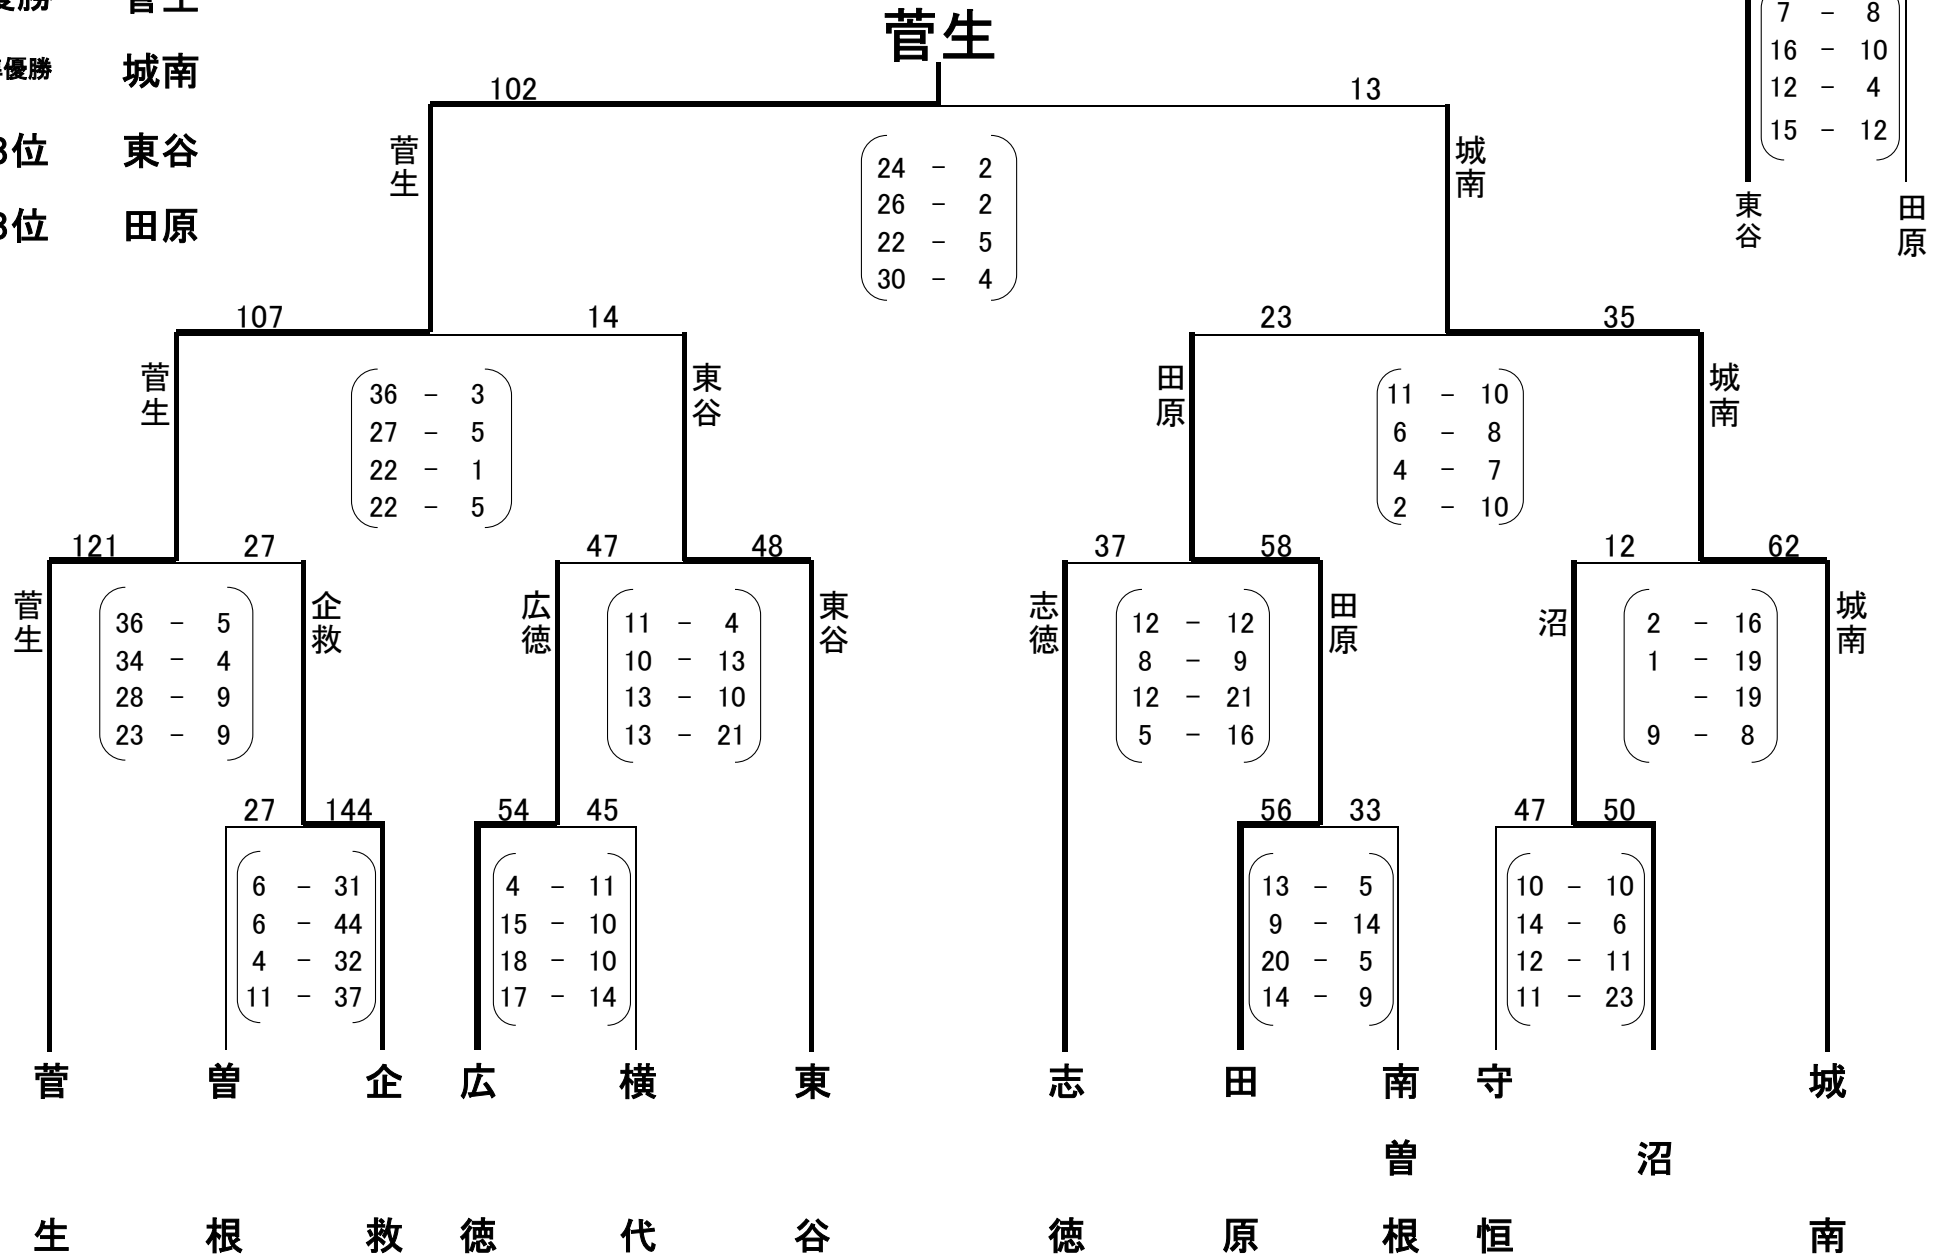 優勝 菅生
準優勝 城南
3位 東谷
3位 田原
菅生
7 － 8
16 － 10
12 － 4
15 － 12
東谷
田原
102
13
菅生
城南
24 － 2
26 － 2
22 － 5
30 － 4
107
14
23
35
菅生
東谷
田原
城南
36 － 3
27 － 5
22 － 1
22 － 5
11 － 10
6 － 8
4 － 7
2 － 10
121
27
47
48
37
58
12
62
菅生
企救
広徳
東谷
志徳
田原
沼
城南
36 － 5
34 － 4
28 － 9
23 － 9
11 － 4
10 － 13
13 － 10
13 － 21
12 － 12
8 － 9
12 － 21
5 － 16
2 － 16
1 － 19
－ 19
9 － 8
27
144
54
45
56
33
47
50
6 － 31
6 － 44
4 － 32
11 － 37
4 － 11
15 － 10
18 － 10
17 － 14
13 － 5
9 － 14
20 － 5
14 － 9
10 － 10
14 － 6
12 － 11
11 － 23
菅生
曽根
企救
広徳
横代
東谷
志徳
田原
南曽根
守恒
沼
城南